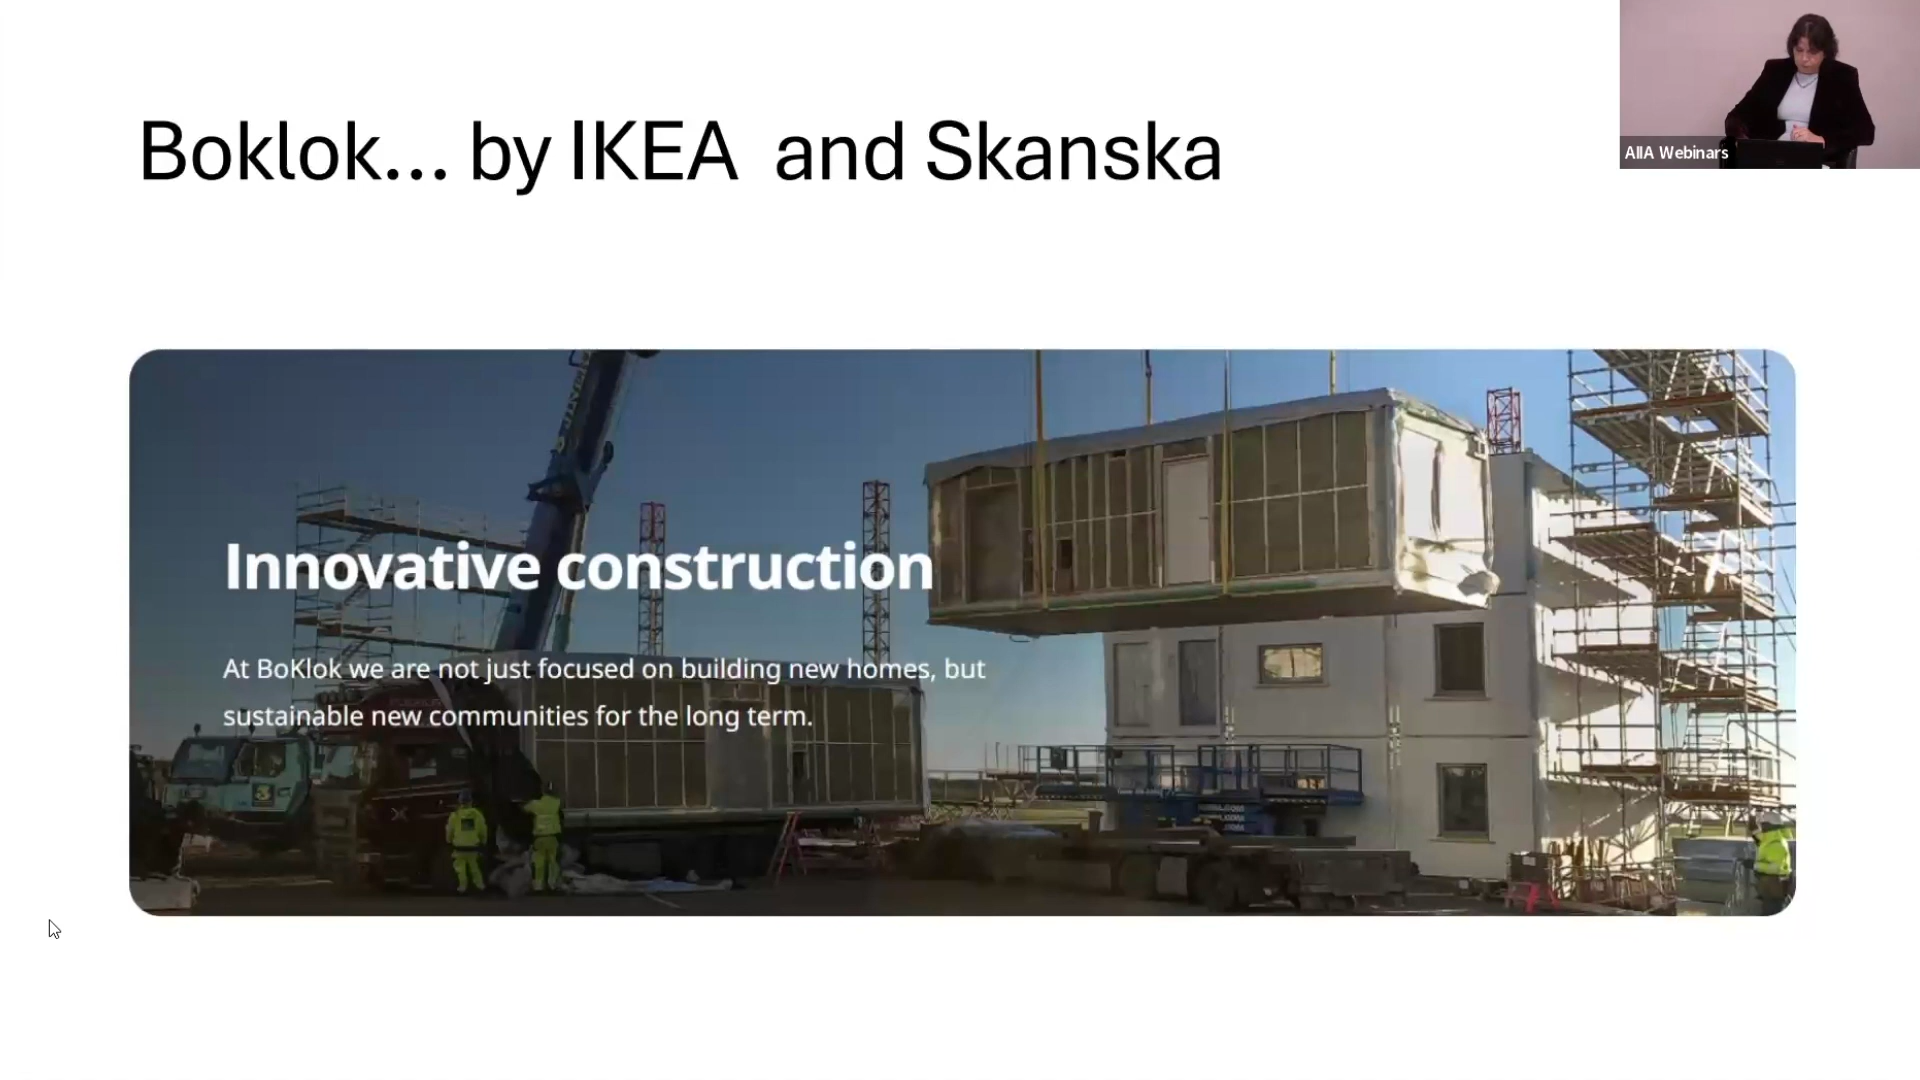 Boklok... by IKEA and Skanska
AIIA Webinars
Innovative construction
At BoKlok we are not just focused on building new homes, but
sustainable new communities for the long term.